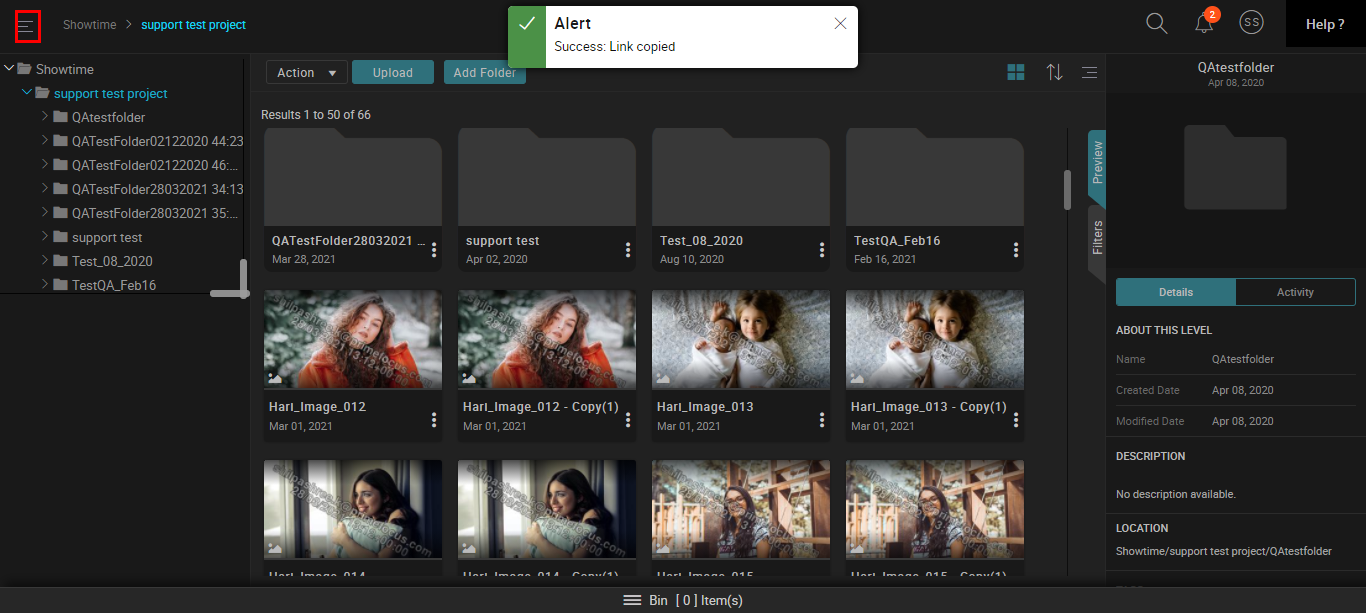 Showtime > support test project
Alert
Success: Link copied
2
SS
Help ?
Showtime
support test project
QAtestfolder
QATestFolder02122020 44:23
QATestFolder02122020 46:...
QATestFolder28032021 34:13
QATestFolder28032021 35:...
support test
Test_08_2020
TestQA_Feb16
Action
Upload
Add Folder
Results 1 to 50 of 66
QATestFolder28032021 ...
Mar 28, 2021
support test
Apr 02, 2020
Test_08_2020
Aug 10, 2020
TestQA_Feb16
Feb 16, 2021
Hari_Image_012
Mar 01, 2021
Hari_Image_012 - Copy(1)
Mar 01, 2021
Hari_Image_013
Mar 01, 2021
Hari_Image_013 - Copy(1)
Mar 01, 2021
Hari_Image_014
Hari_Image_014 - Copy(1)
Hari_Image_015
Hari_Image_015 - Copy(1)
Preview
Filters
QAtestfolder
Apr 08, 2020
Details
Activity
ABOUT THIS LEVEL
Name QAtestfolder
Created Date Apr 08, 2020
Modified Date Apr 08, 2020
DESCRIPTION
No description available.
LOCATION
Showtime/support test project/QAtestfolder
Bin [ 0 ] Item(s)